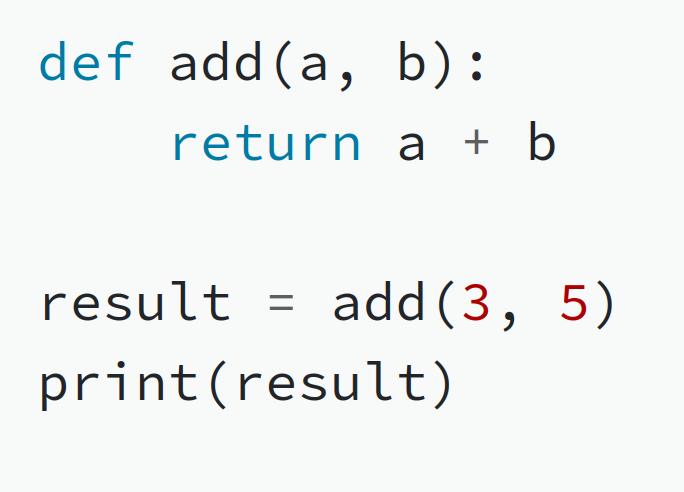 def add(a, b):
    return a + b

result = add(3, 5)
print(result)